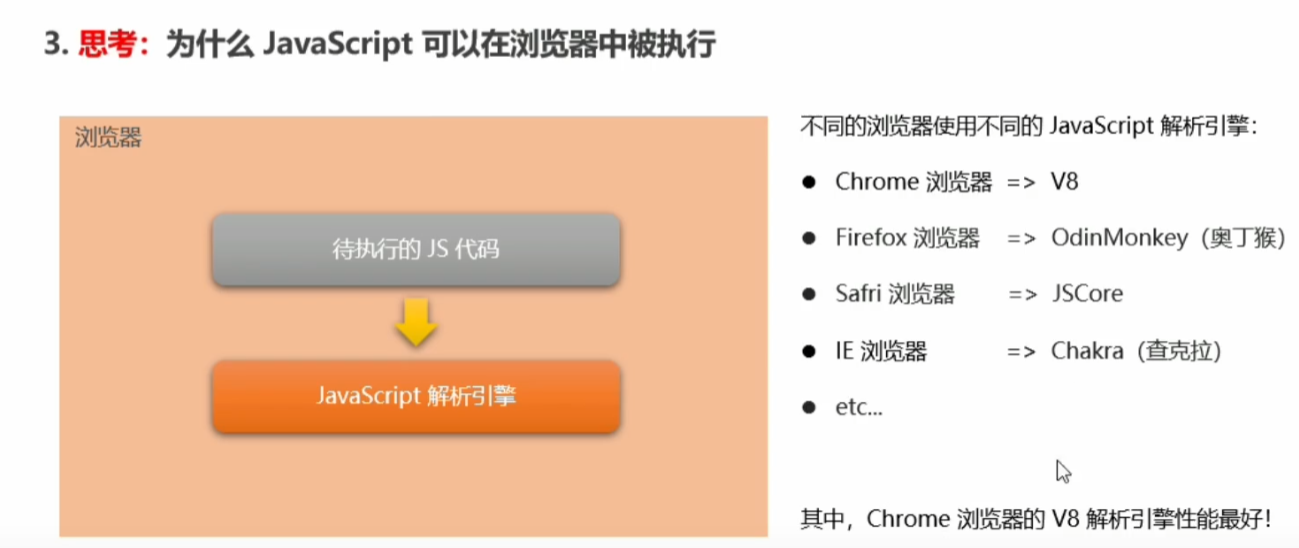 3. 思考：为什么 JavaScript 可以在浏览器中被执行
浏览器
待执行的 JS 代码
JavaScript 解析引擎
不同的浏览器使用不同的 JavaScript 解析引擎：
● Chrome 浏览器 => V8
● Firefox 浏览器 => OdinMonkey（奥丁猴）
● Safri 浏览器 => JSCore
● IE 浏览器 => Chakra（查克拉）
● etc...
其中，Chrome 浏览器的 V8 解析引擎性能最好！